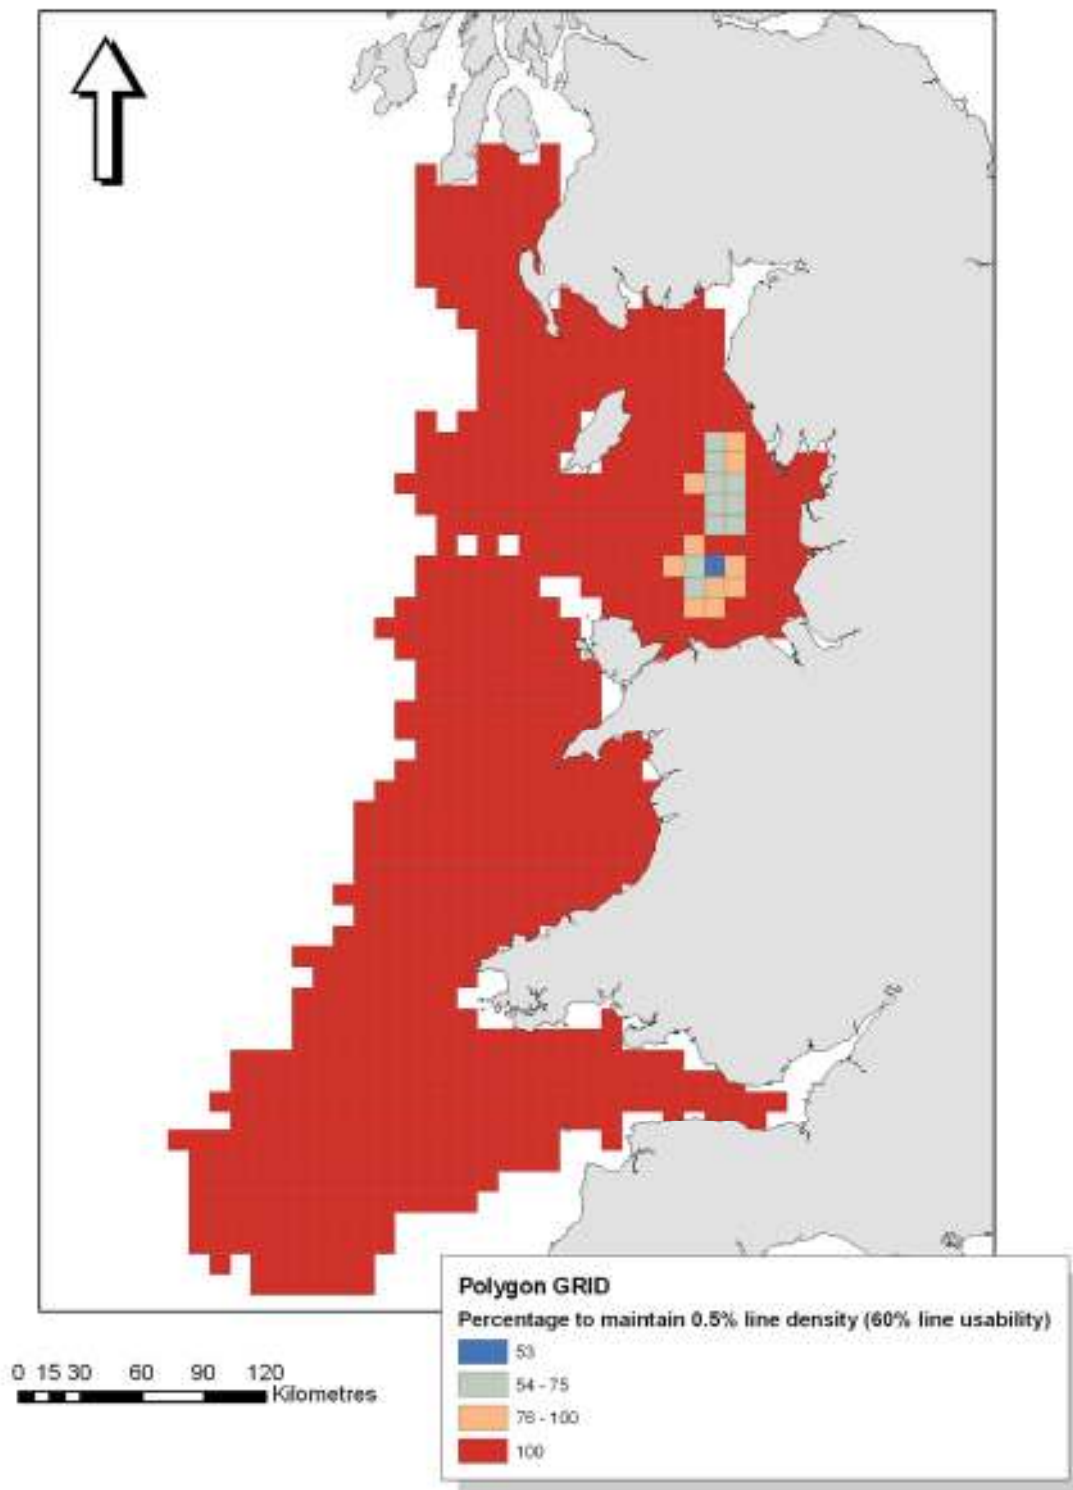 Polygon GRID
Percentage to maintain 0.5% line density (60% line usability)
53
54 - 75
76 - 100
100
0 15 30 60 90 120
Kilometres